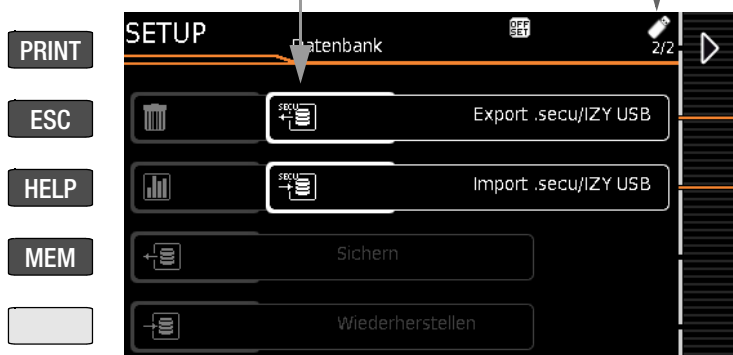 SETUP
Datenbank
OFF
SET
2/2
PRINT
SECU
Export .secu/IZY USB
ESC
SECU
Import .secu/IZY USB
HELP
Sichern
MEM
Wiederherstellen